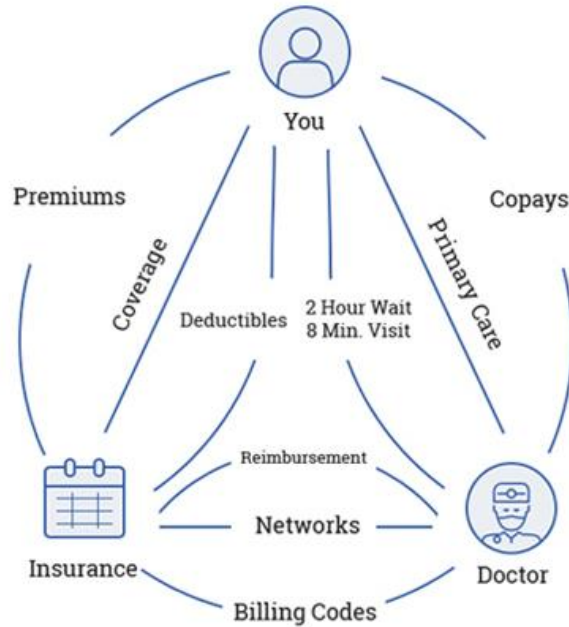 You
Premiums
Copays
Coverage
Primary Care
Deductibles
2 Hour Wait
8 Min. Visit
Reimbursement
Networks
Insurance
Doctor
Billing Codes